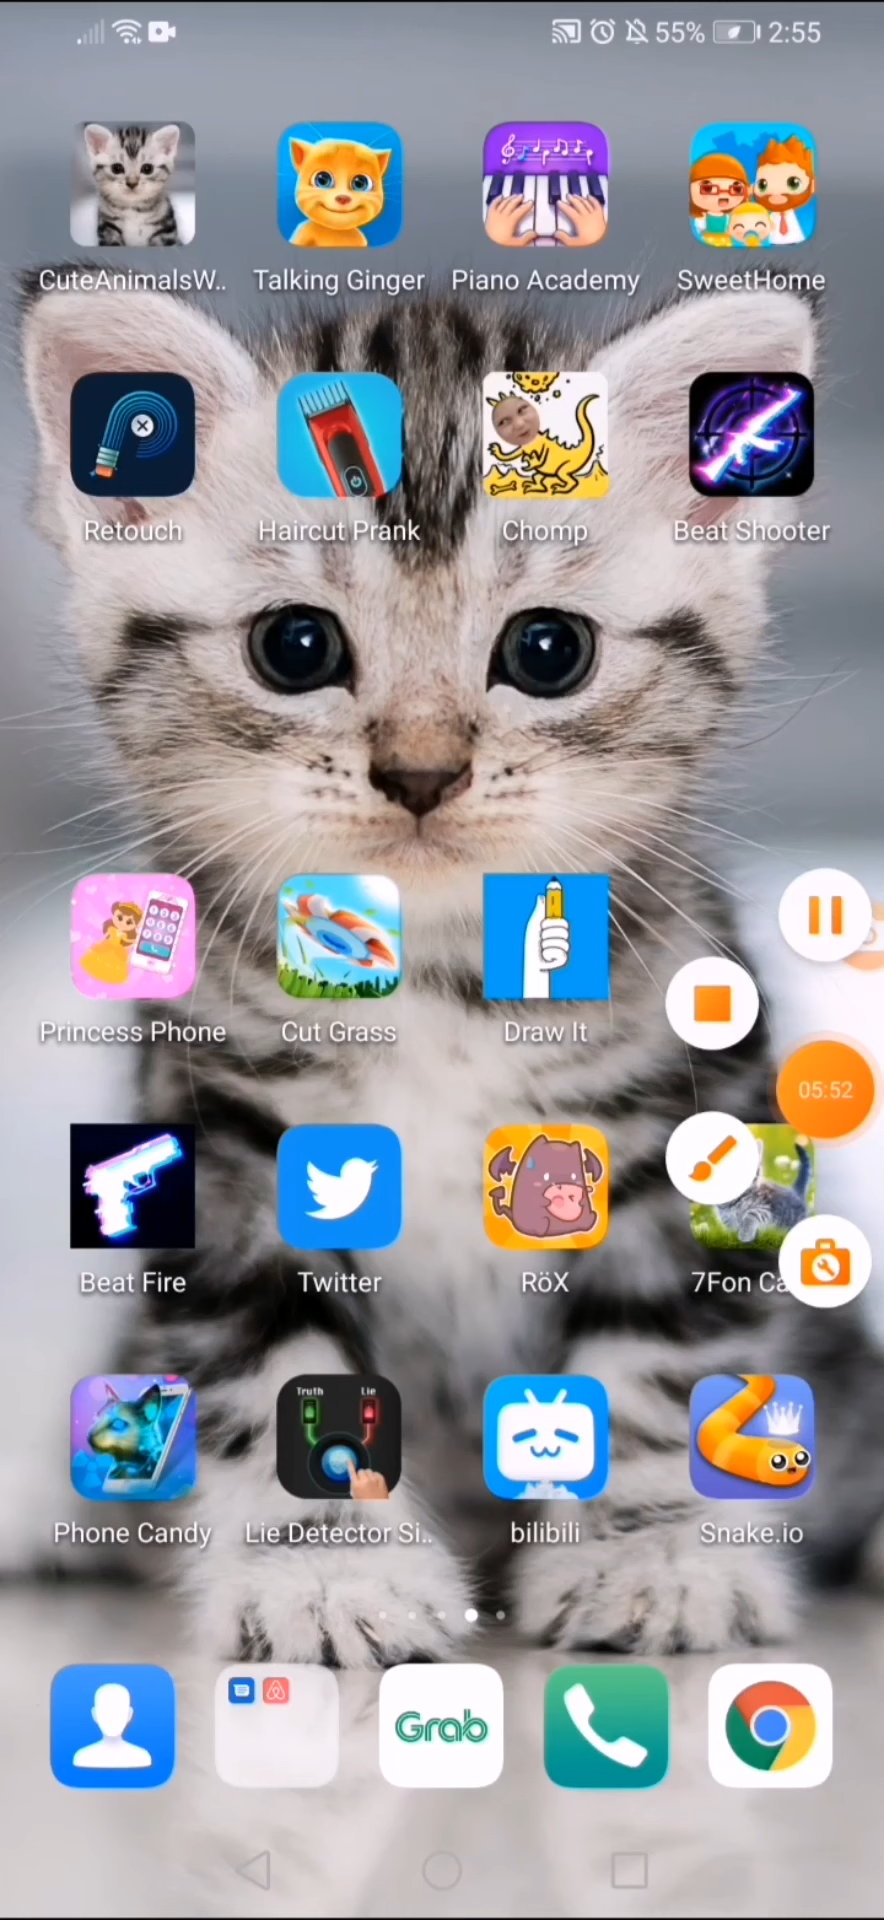 55% 2:55
CuteAnimalsW.. Talking Ginger Piano Academy SweetHome
Retouch Haircut Prank Chomp Beat Shooter
Princess Phone Cut Grass Draw It
05:52
Beat Fire Twitter RöX 7Fon Ca
Truth Lie
Phone Candy Lie Detector Si.. bilibili Snake.io
Grab